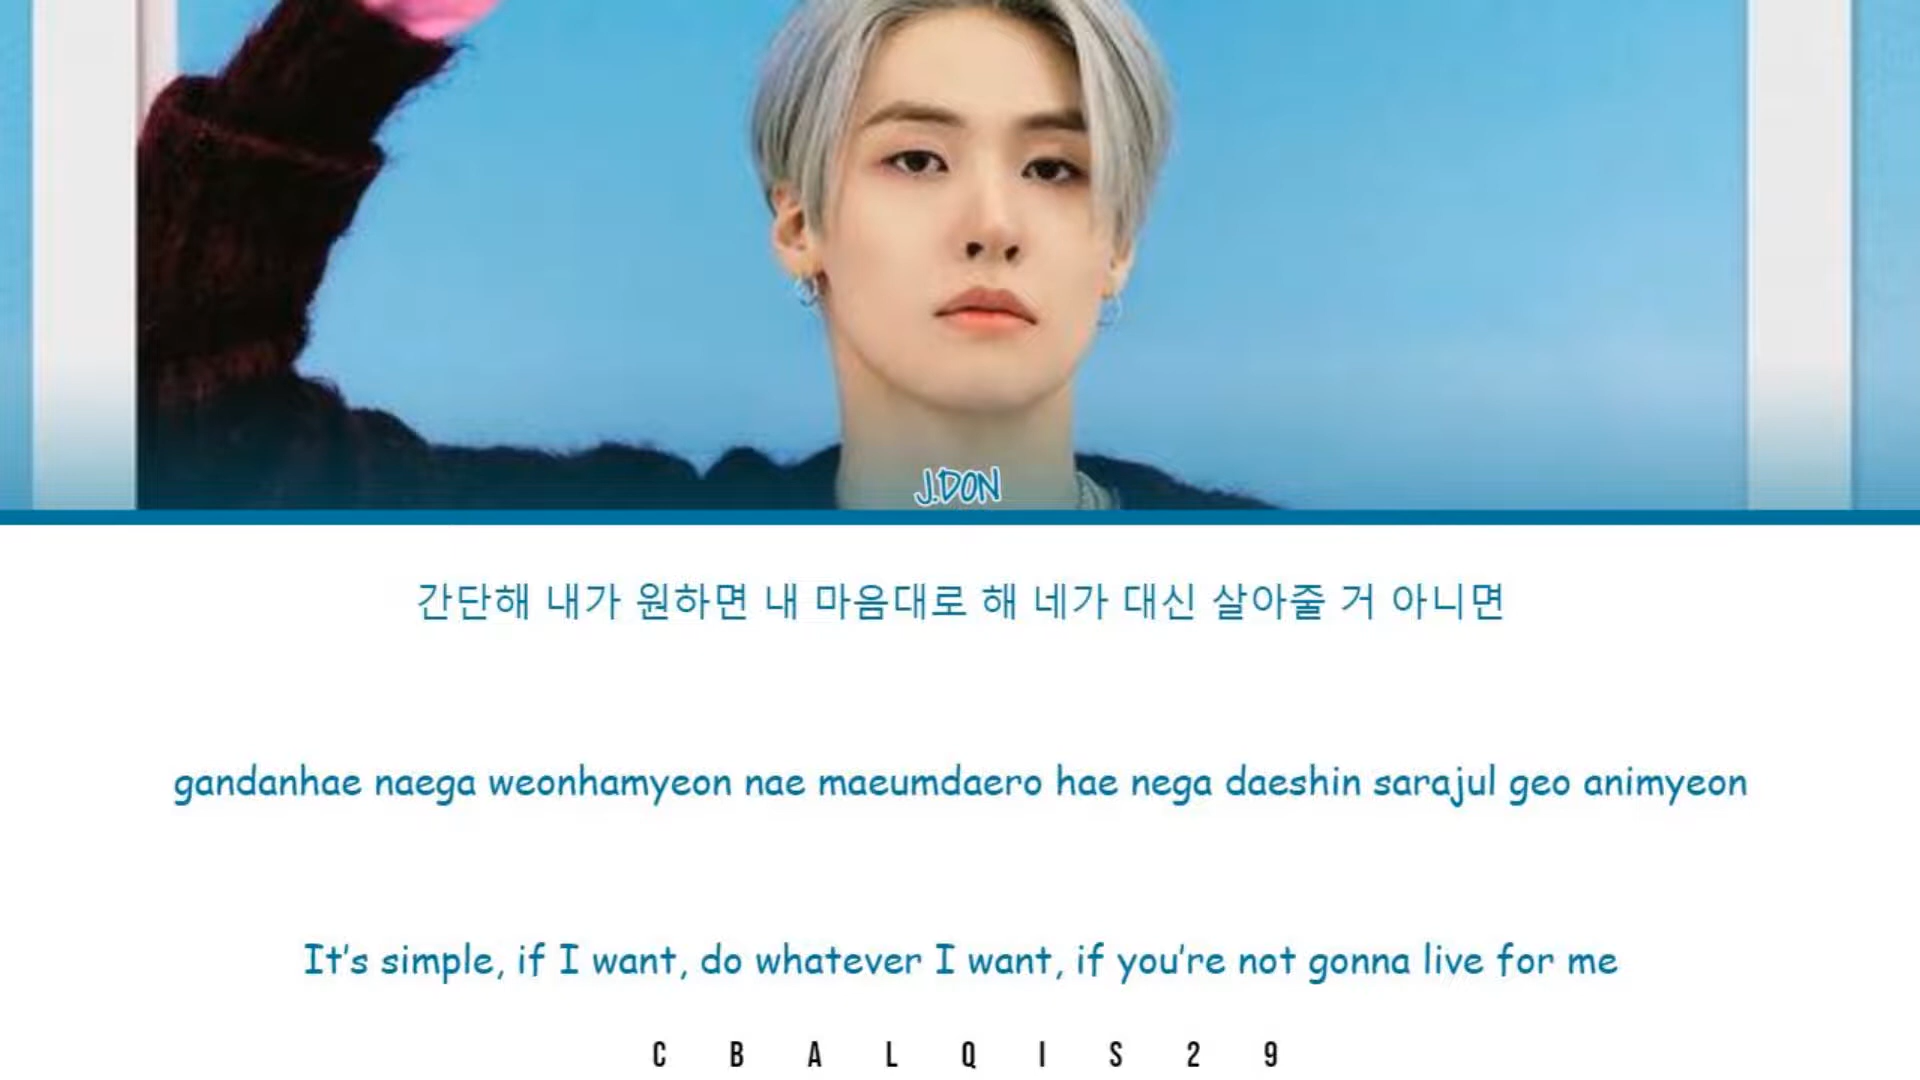 J.DON
간단해 내가 원하면 내 마음대로 해 네가 대신 살아줄 거 아니면
gandanhae naega weonhamyeon nae maeumdaero hae nega daeshin sarajul geo animyeon
It's simple, if I want, do whatever I want, if you're not gonna live for me
C B A L Q I S 2 9